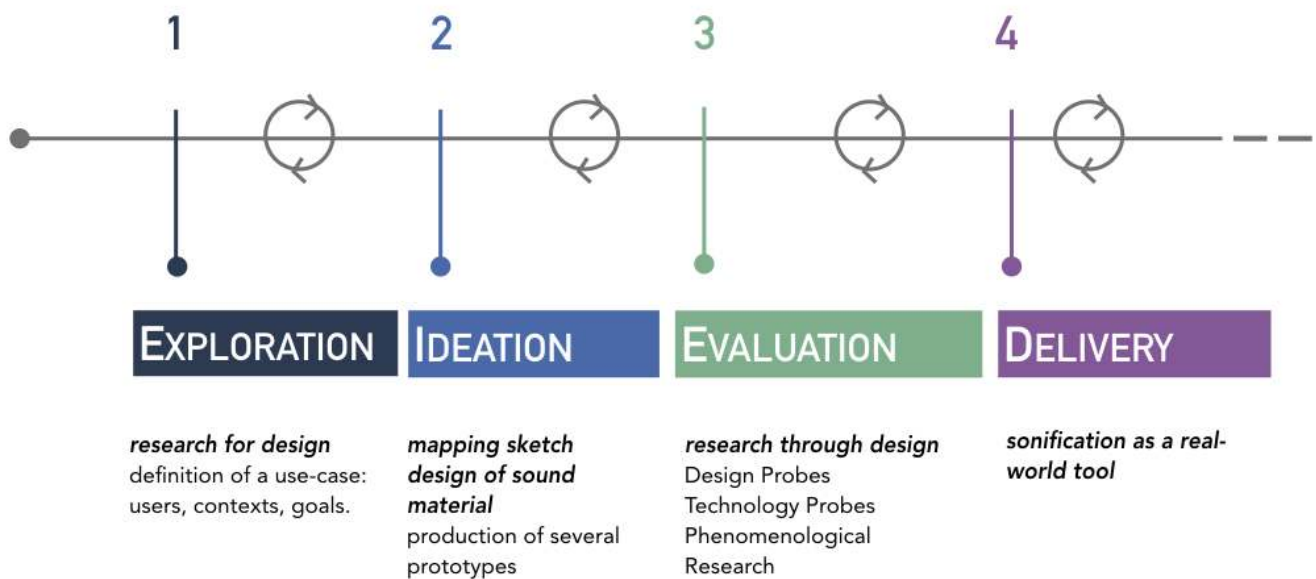 1
2
3
4
EXPLORATION
IDEATION
EVALUATION
DELIVERY
research for design
definition of a use-case:
users, contexts, goals.
mapping sketch
design of sound
material
production of several
prototypes
research through design
Design Probes
Technology Probes
Phenomenological
Research
sonification as a real-
world tool